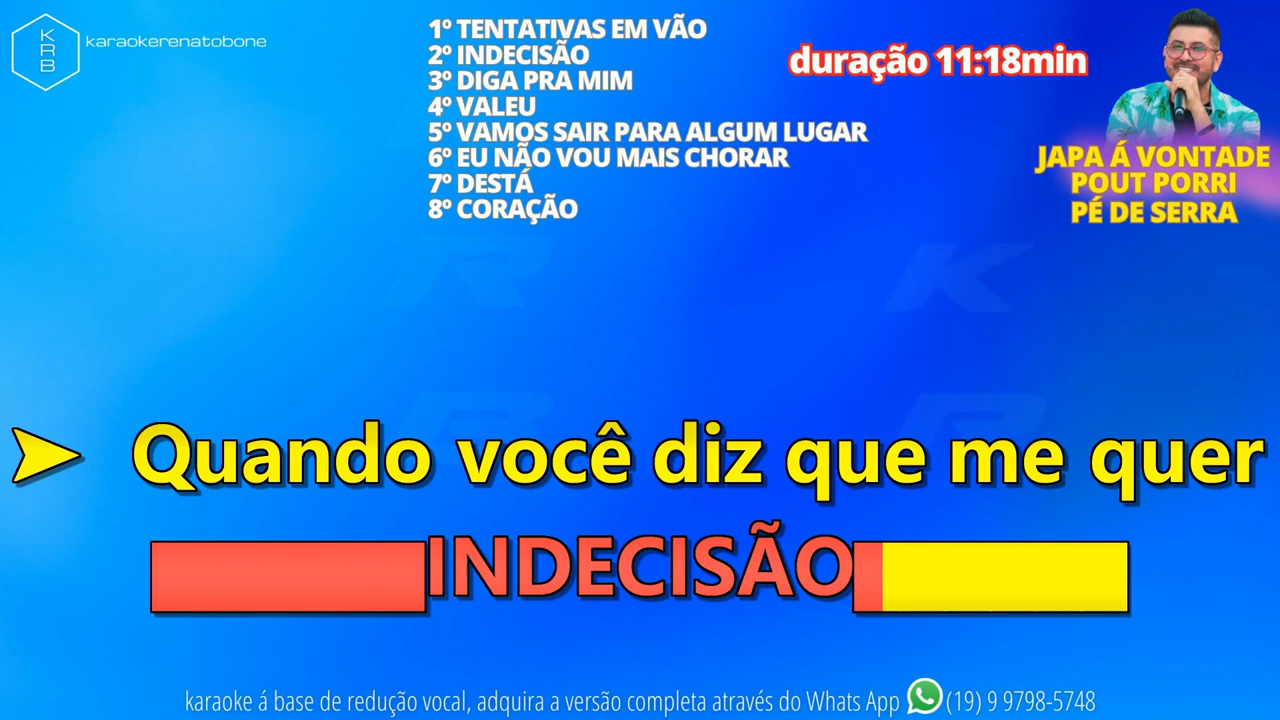 KRB
karaokerenatobone
1º TENTATIVAS EM VÃO
2º INDECISÃO
3º DIGA PRA MIM
4º VALEU
5º VAMOS SAIR PARA ALGUM LUGAR
6º EU NÃO VOU MAIS CHORAR
7º DESTÁ
8º CORAÇÃO
duração 11:18min
JAPA Á VONTADE
POUT PORRI
PÉ DE SERRA
R K
B R
Quando você diz que me quer
INDECISÃO
karaoke á base de redução vocal, adquira a versão completa através do Whats App (19) 9 9798-5748